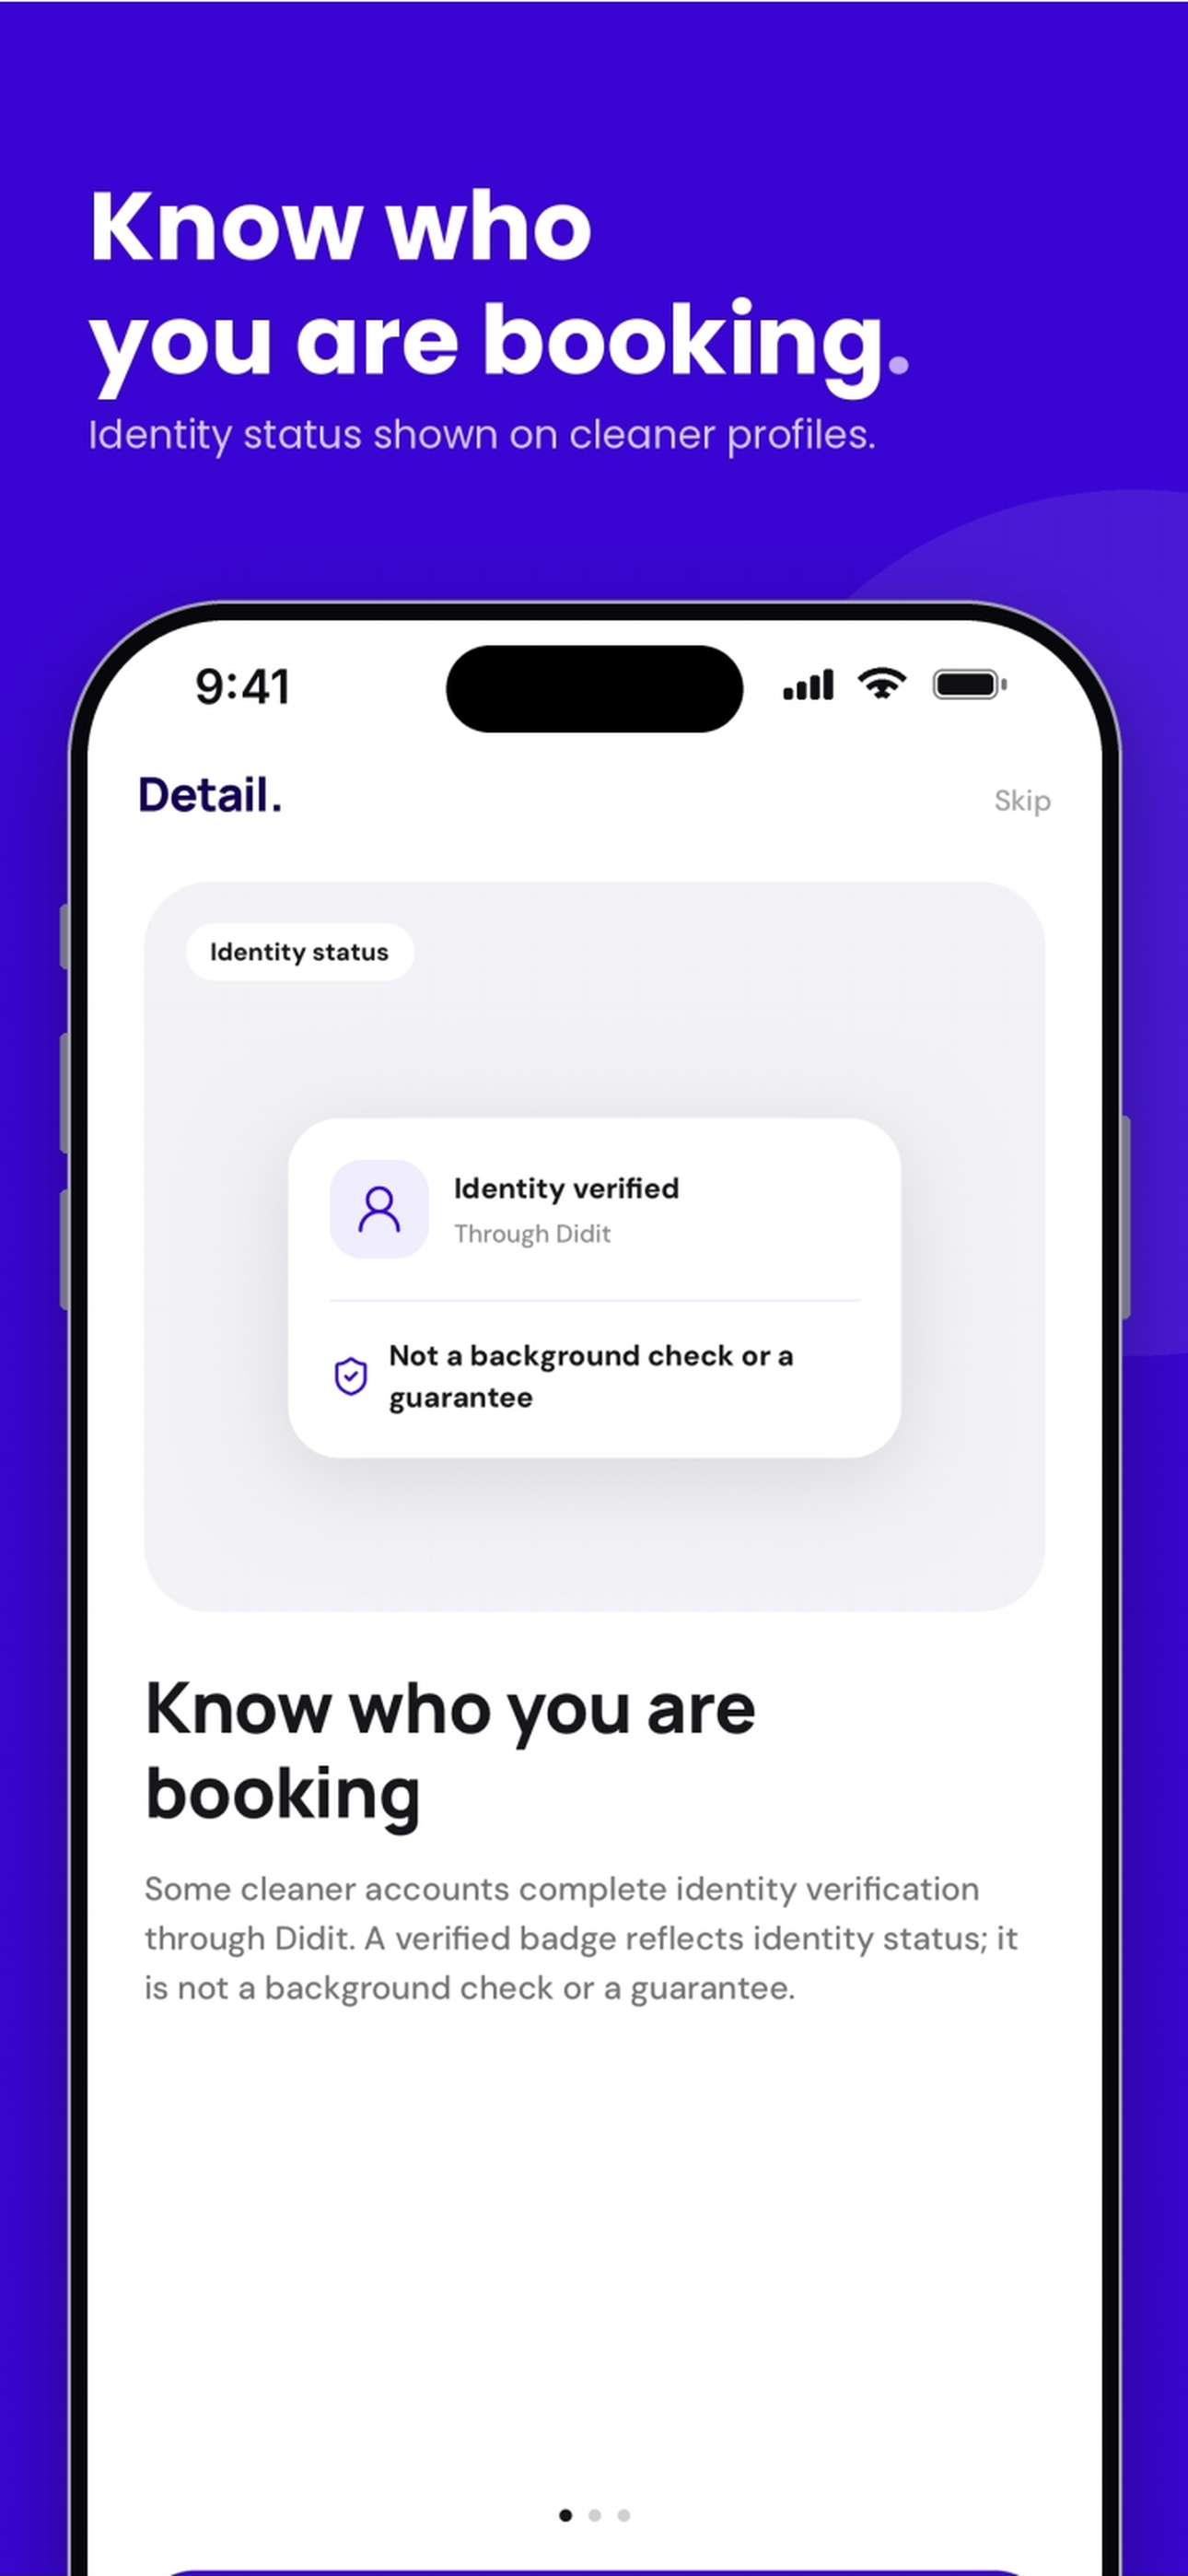 Know who
you are booking.
Identity status shown on cleaner profiles.
9:41
Detail.
Skip
Identity status
Identity verified
Through Didit
Not a background check or a
guarantee
Know who you are
booking
Some cleaner accounts complete identity verification
through Didit. A verified badge reflects identity status; it
is not a background check or a guarantee.